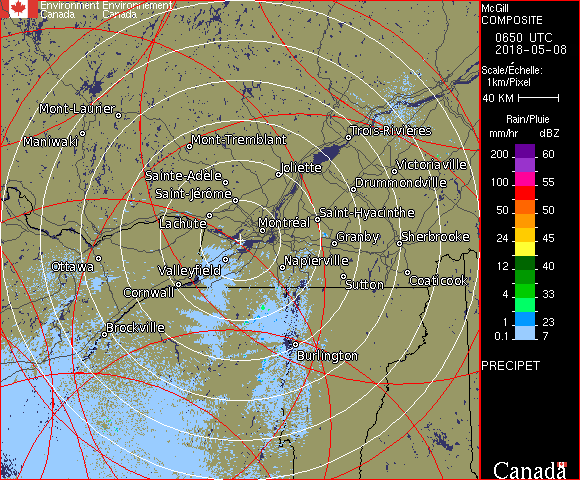 Environment Environnement
Canada Canada
Mont-Laurier
Maniwaki
Mont-Tremblant
Trois-Rivières
Joliette
Victoriaville
Sainte-Adèle
Drummondville
Saint-Jérôme
Saint-Hyacinthe
Lachute
Montréal
Granby
Sherbrooke
Ottawa
Valleyfield
Napierville
Cornwall
Sutton
Coaticook
Brockville
Burlington
McGill
COMPOSITE
0650 UTC
2018-05-08
Scale/Échelle:
1km/Pixel
40 KM
Rain/Pluie
mm/hr dBZ
200 60
100 55
50 50
24 45
12 40
4 33
1 23
0.1 7
PRECIPET
Canada